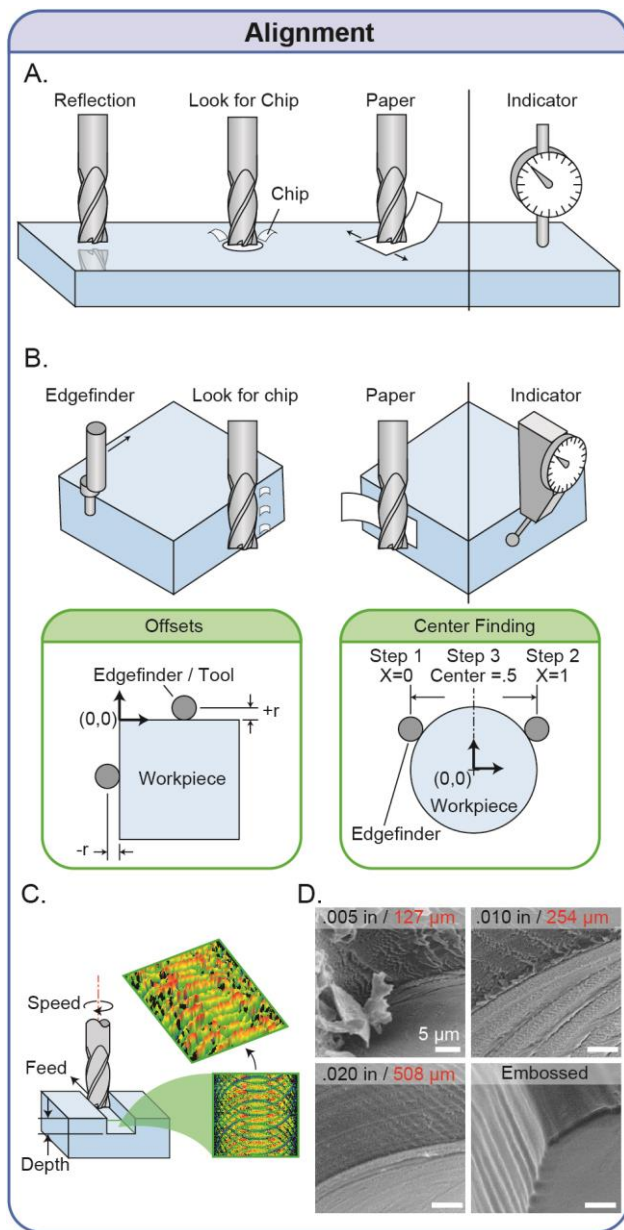 Alignment
A.
Reflection
Look for Chip
Paper
Indicator
Chip
B.
Edgefinder
Look for chip
Paper
Indicator
Offsets
Edgefinder / Tool
(0,0)
+r
Workpiece
-r
Center Finding
Step 1
X=0
Step 3
Center =.5
Step 2
X=1
(0,0)
Workpiece
Edgefinder
C.
Speed
Feed
Depth
D.
.005 in / 127 µm
5 µm
.010 in / 254 µm
.020 in / 508 µm
Embossed